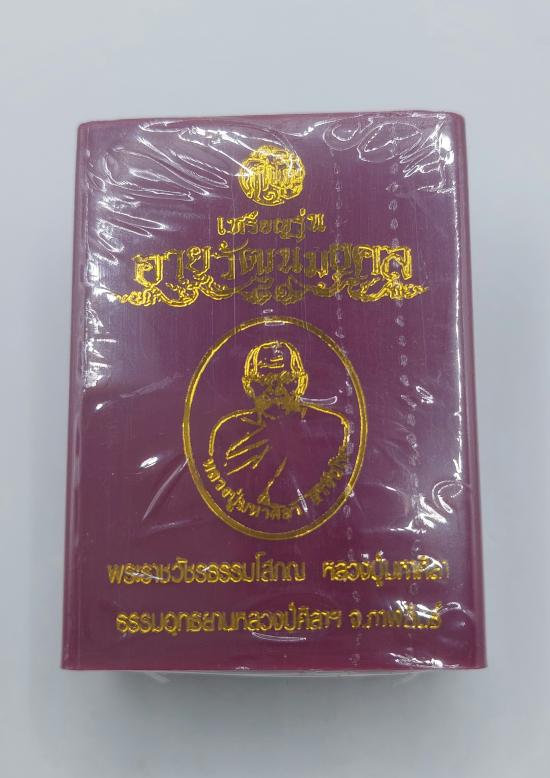 เหรียญรุ่น
อายุวัฒนมงคล
๘๑
หลวงปู่มหาศิลา สิริจันโท
พระราชวัชรธรรมโสภณ หลวงปู่มหาศิลา
ธรรมอุทธยานหลวงปู่ศิลาฯ จ.กาฬสินธุ์